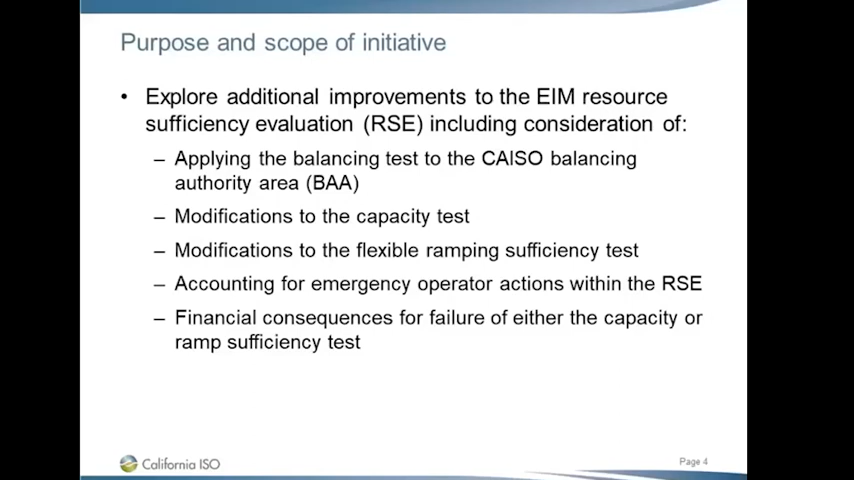 Purpose and scope of initiative
• Explore additional improvements to the EIM resource
sufficiency evaluation (RSE) including consideration of:
– Applying the balancing test to the CAISO balancing
authority area (BAA)
– Modifications to the capacity test
– Modifications to the flexible ramping sufficiency test
– Accounting for emergency operator actions within the RSE
– Financial consequences for failure of either the capacity or
ramp sufficiency test
California ISO
Page 4